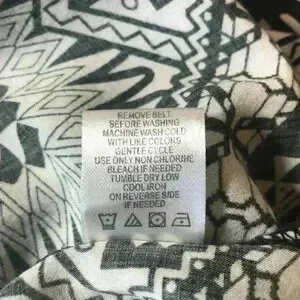 REMOVE BELT
BEFORE WASHING
MACHINE WASH COLD
WITH LIKE COLORS
GENTLE CYCLE
USE ONLY NON CHLORINE
BLEACH IF NEEDED
TUMBLE DRY LOW
COOL IRON
ON REVERSE SIDE
IF NEEDED